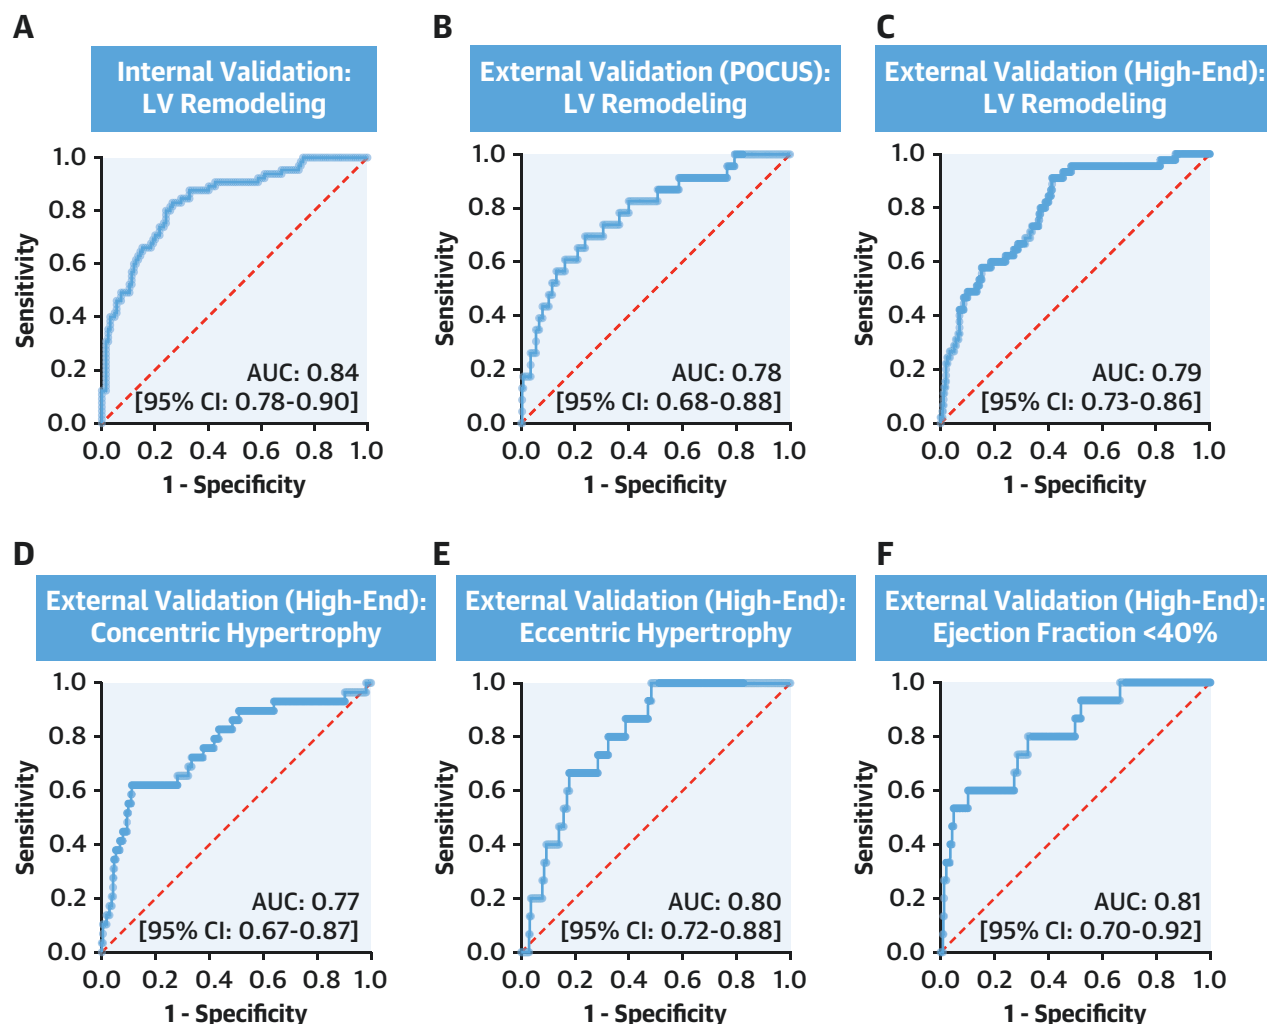 A
Internal Validation:
LV Remodeling
1.0
0.8
0.6
0.4
0.2
0.0
Sensitivity
AUC: 0.84
[95% CI: 0.78-0.90]
0.0 0.2 0.4 0.6 0.8 1.0
1 - Specificity
B
External Validation (POCUS):
LV Remodeling
1.0
0.8
0.6
0.4
0.2
0.0
Sensitivity
AUC: 0.78
[95% CI: 0.68-0.88]
0.0 0.2 0.4 0.6 0.8 1.0
1 - Specificity
C
External Validation (High-End):
LV Remodeling
1.0
0.8
0.6
0.4
0.2
0.0
Sensitivity
AUC: 0.79
[95% CI: 0.73-0.86]
0.0 0.2 0.4 0.6 0.8 1.0
1 - Specificity
D
External Validation (High-End):
Concentric Hypertrophy
1.0
0.8
0.6
0.4
0.2
0.0
Sensitivity
AUC: 0.77
[95% CI: 0.67-0.87]
0.0 0.2 0.4 0.6 0.8 1.0
1 - Specificity
E
External Validation (High-End):
Eccentric Hypertrophy
1.0
0.8
0.6
0.4
0.2
0.0
Sensitivity
AUC: 0.80
[95% CI: 0.72-0.88]
0.0 0.2 0.4 0.6 0.8 1.0
1 - Specificity
F
External Validation (High-End):
Ejection Fraction <40%
1.0
0.8
0.6
0.4
0.2
0.0
Sensitivity
AUC: 0.81
[95% CI: 0.70-0.92]
0.0 0.2 0.4 0.6 0.8 1.0
1 - Specificity